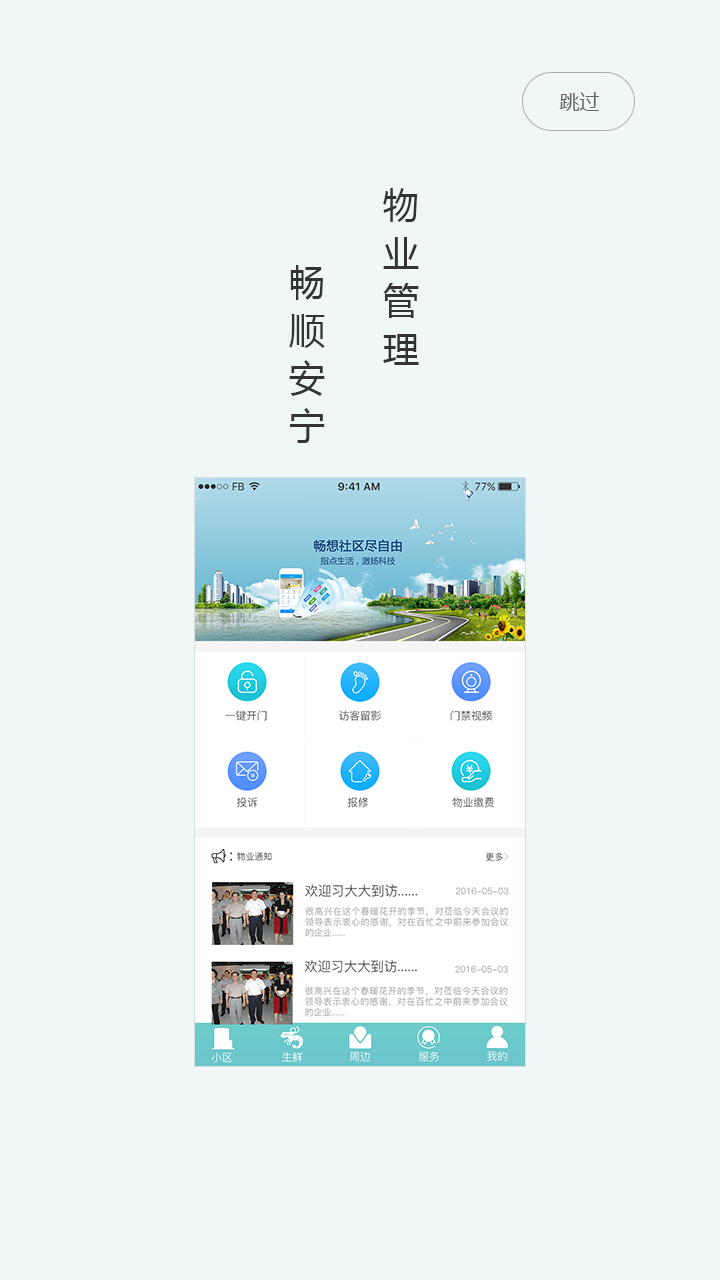 跳过
物业管理
畅顺安宁
FB 9:41 AM 77%
畅想社区尽自由
指点生活，激扬科技
一键开门 访客留影 门禁视频
投诉 报修 物业缴费
物业通知 更多
欢迎习大大到访…… 2016-05-03
很高兴在这个春暖花开的季节，对莅临今天会议的
领导表示衷心的感谢，对在百忙之中前来参加会议
的企业……
欢迎习大大到访…… 2016-05-03
很高兴在这个春暖花开的季节，对莅临今天会议的
领导表示衷心的感谢，对在百忙之中前来参加会议
的企业……
小区 生鲜 周边 服务 我的